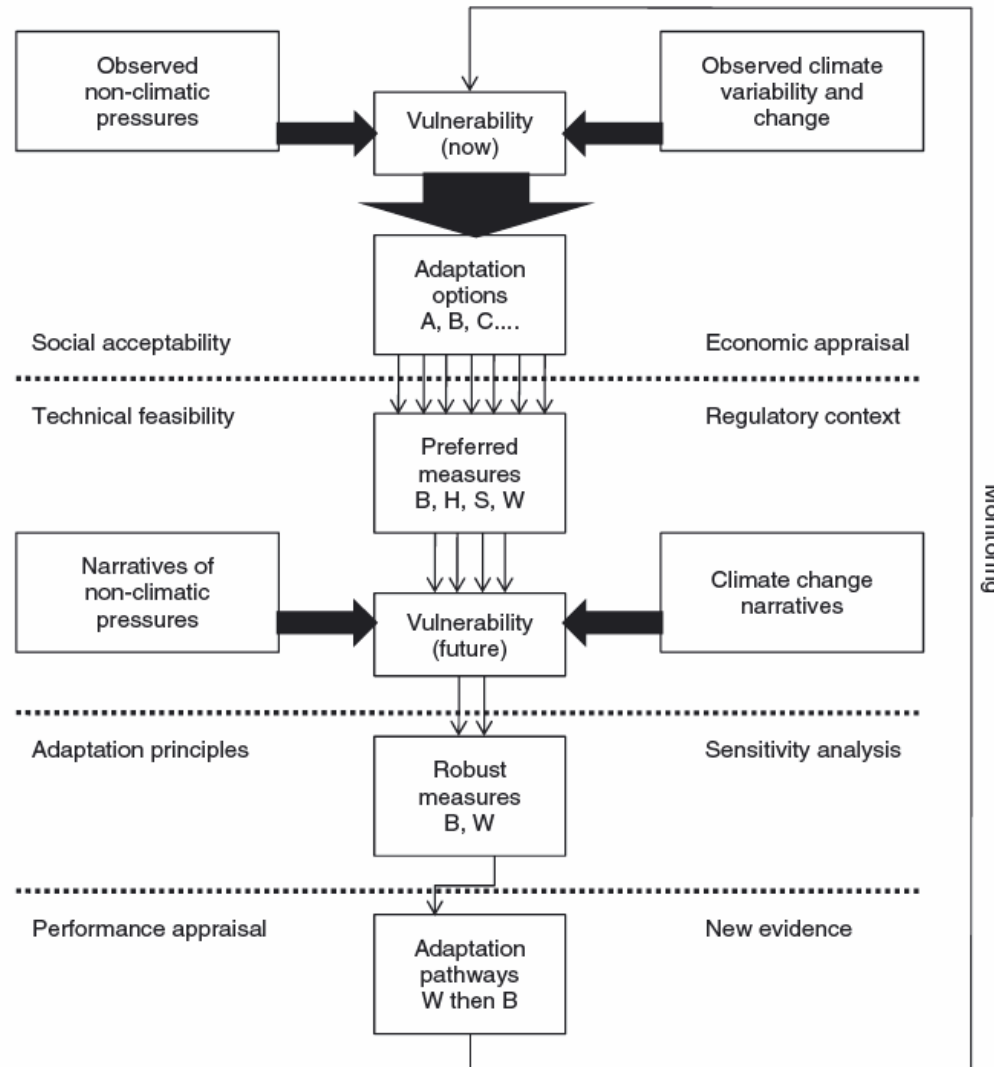 Observed
non-climatic
pressures
Vulnerability
(now)
Observed climate
variability and
change
Adaptation
options
A, B, C....
Social acceptability
Economic appraisal
Technical feasibility
Regulatory context
Preferred
measures
B, H, S, W
Narratives of
non-climatic
pressures
Vulnerability
(future)
Climate change
narratives
Monitoring
Adaptation principles
Sensitivity analysis
Robust
measures
B, W
Performance appraisal
New evidence
Adaptation
pathways
W then B